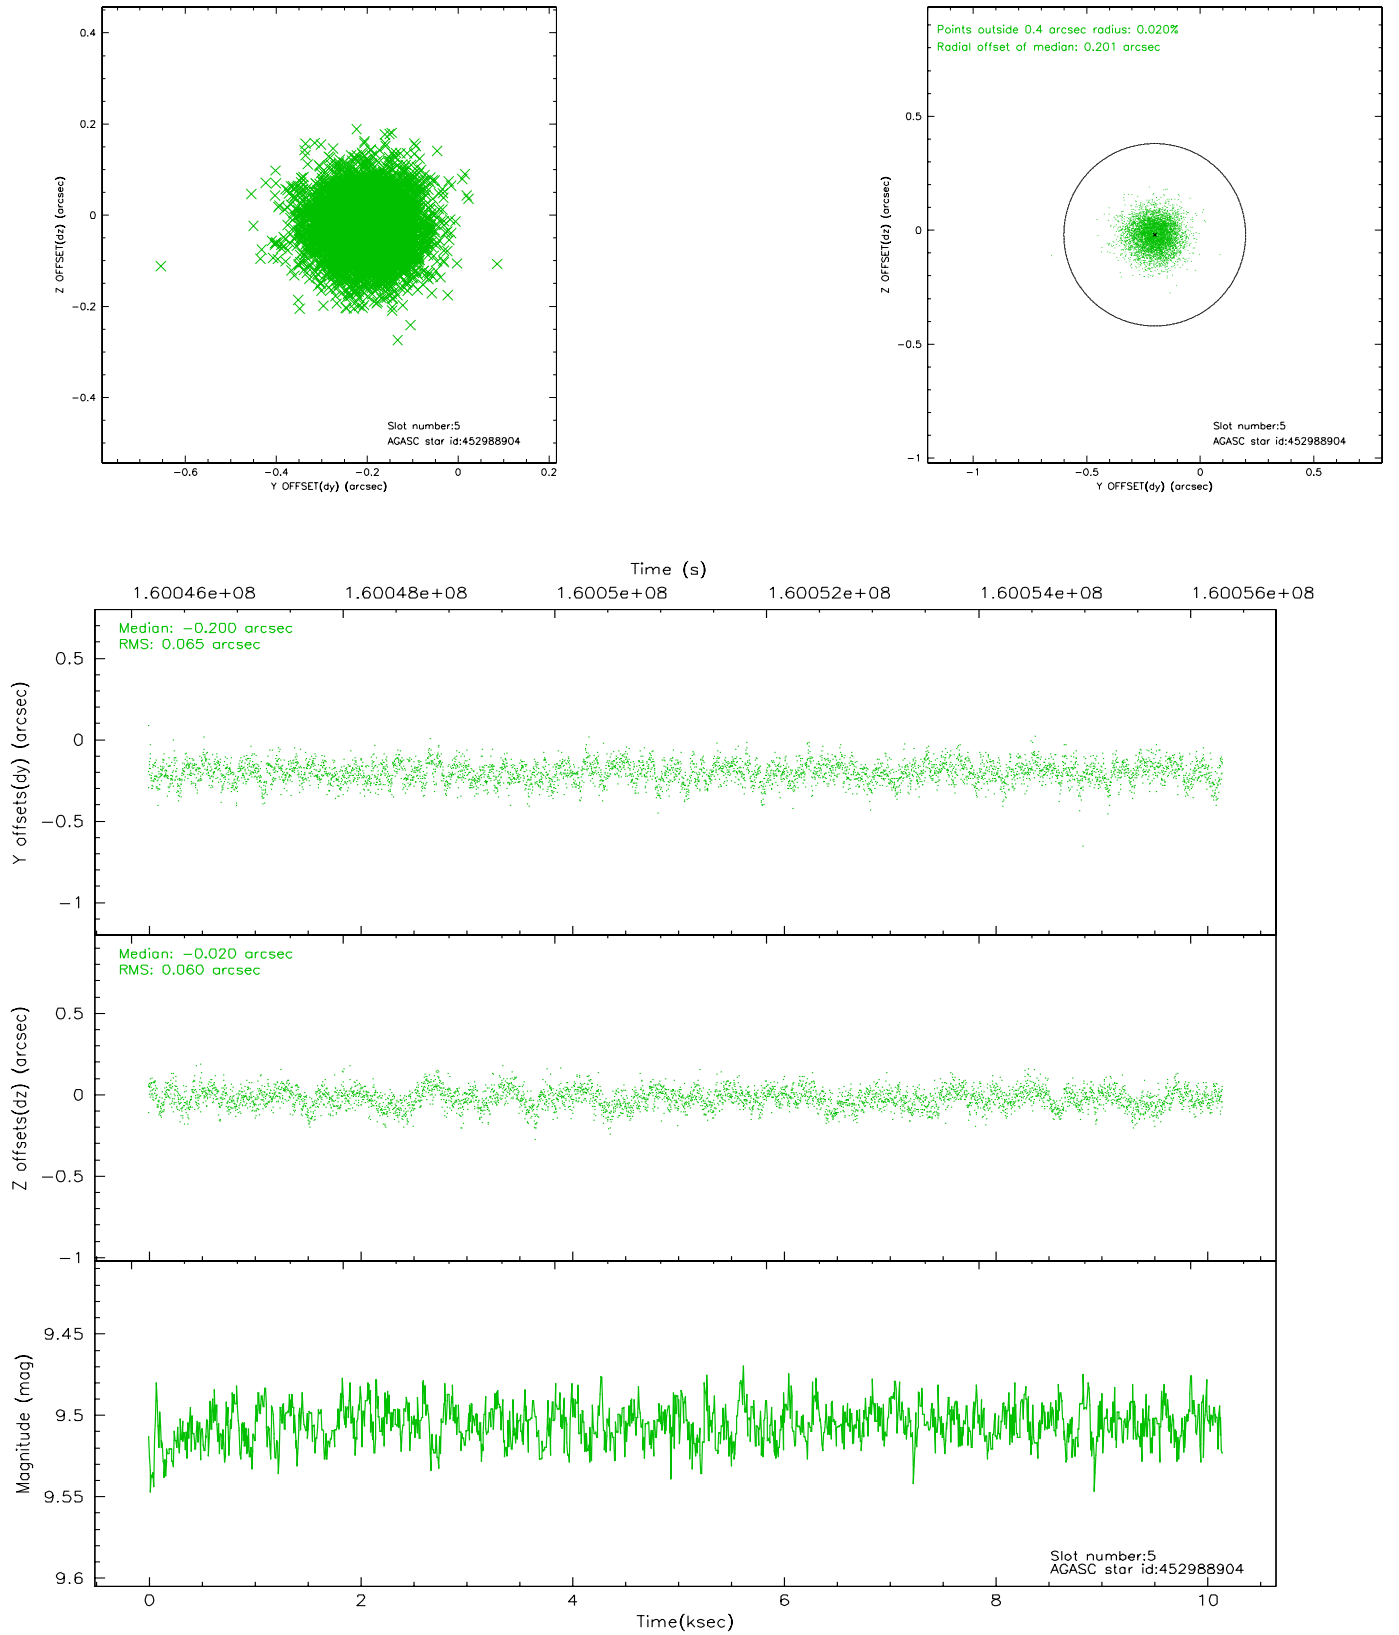 0.4
0.2
0
−0.2
−0.4
Z OFFSET(dz) (arcsec)
Slot number:5
AGASC star id:452988904
−0.6 −0.4 −0.2 0 0.2
Y OFFSET(dy) (arcsec)
Points outside 0.4 arcsec radius: 0.020%
Radial offset of median: 0.201 arcsec
0.5
0
−0.5
−1
Z OFFSET(dz) (arcsec)
Slot number:5
AGASC star id:452988904
−1 −0.5 0 0.5
Y OFFSET(dy) (arcsec)
Time (s)
1.60046e+08 1.60048e+08 1.6005e+08 1.60052e+08 1.60054e+08 1.60056e+08
Median: −0.200 arcsec
RMS: 0.065 arcsec
0.5
0
−0.5
−1
Y offsets(dy) (arcsec)
Median: −0.020 arcsec
RMS: 0.060 arcsec
0.5
0
−0.5
−1
Z offsets(dz) (arcsec)
9.45
9.5
9.55
9.6
Magnitude (mag)
Slot number:5
AGASC star id:452988904
0 2 4 6 8 10
Time(ksec)